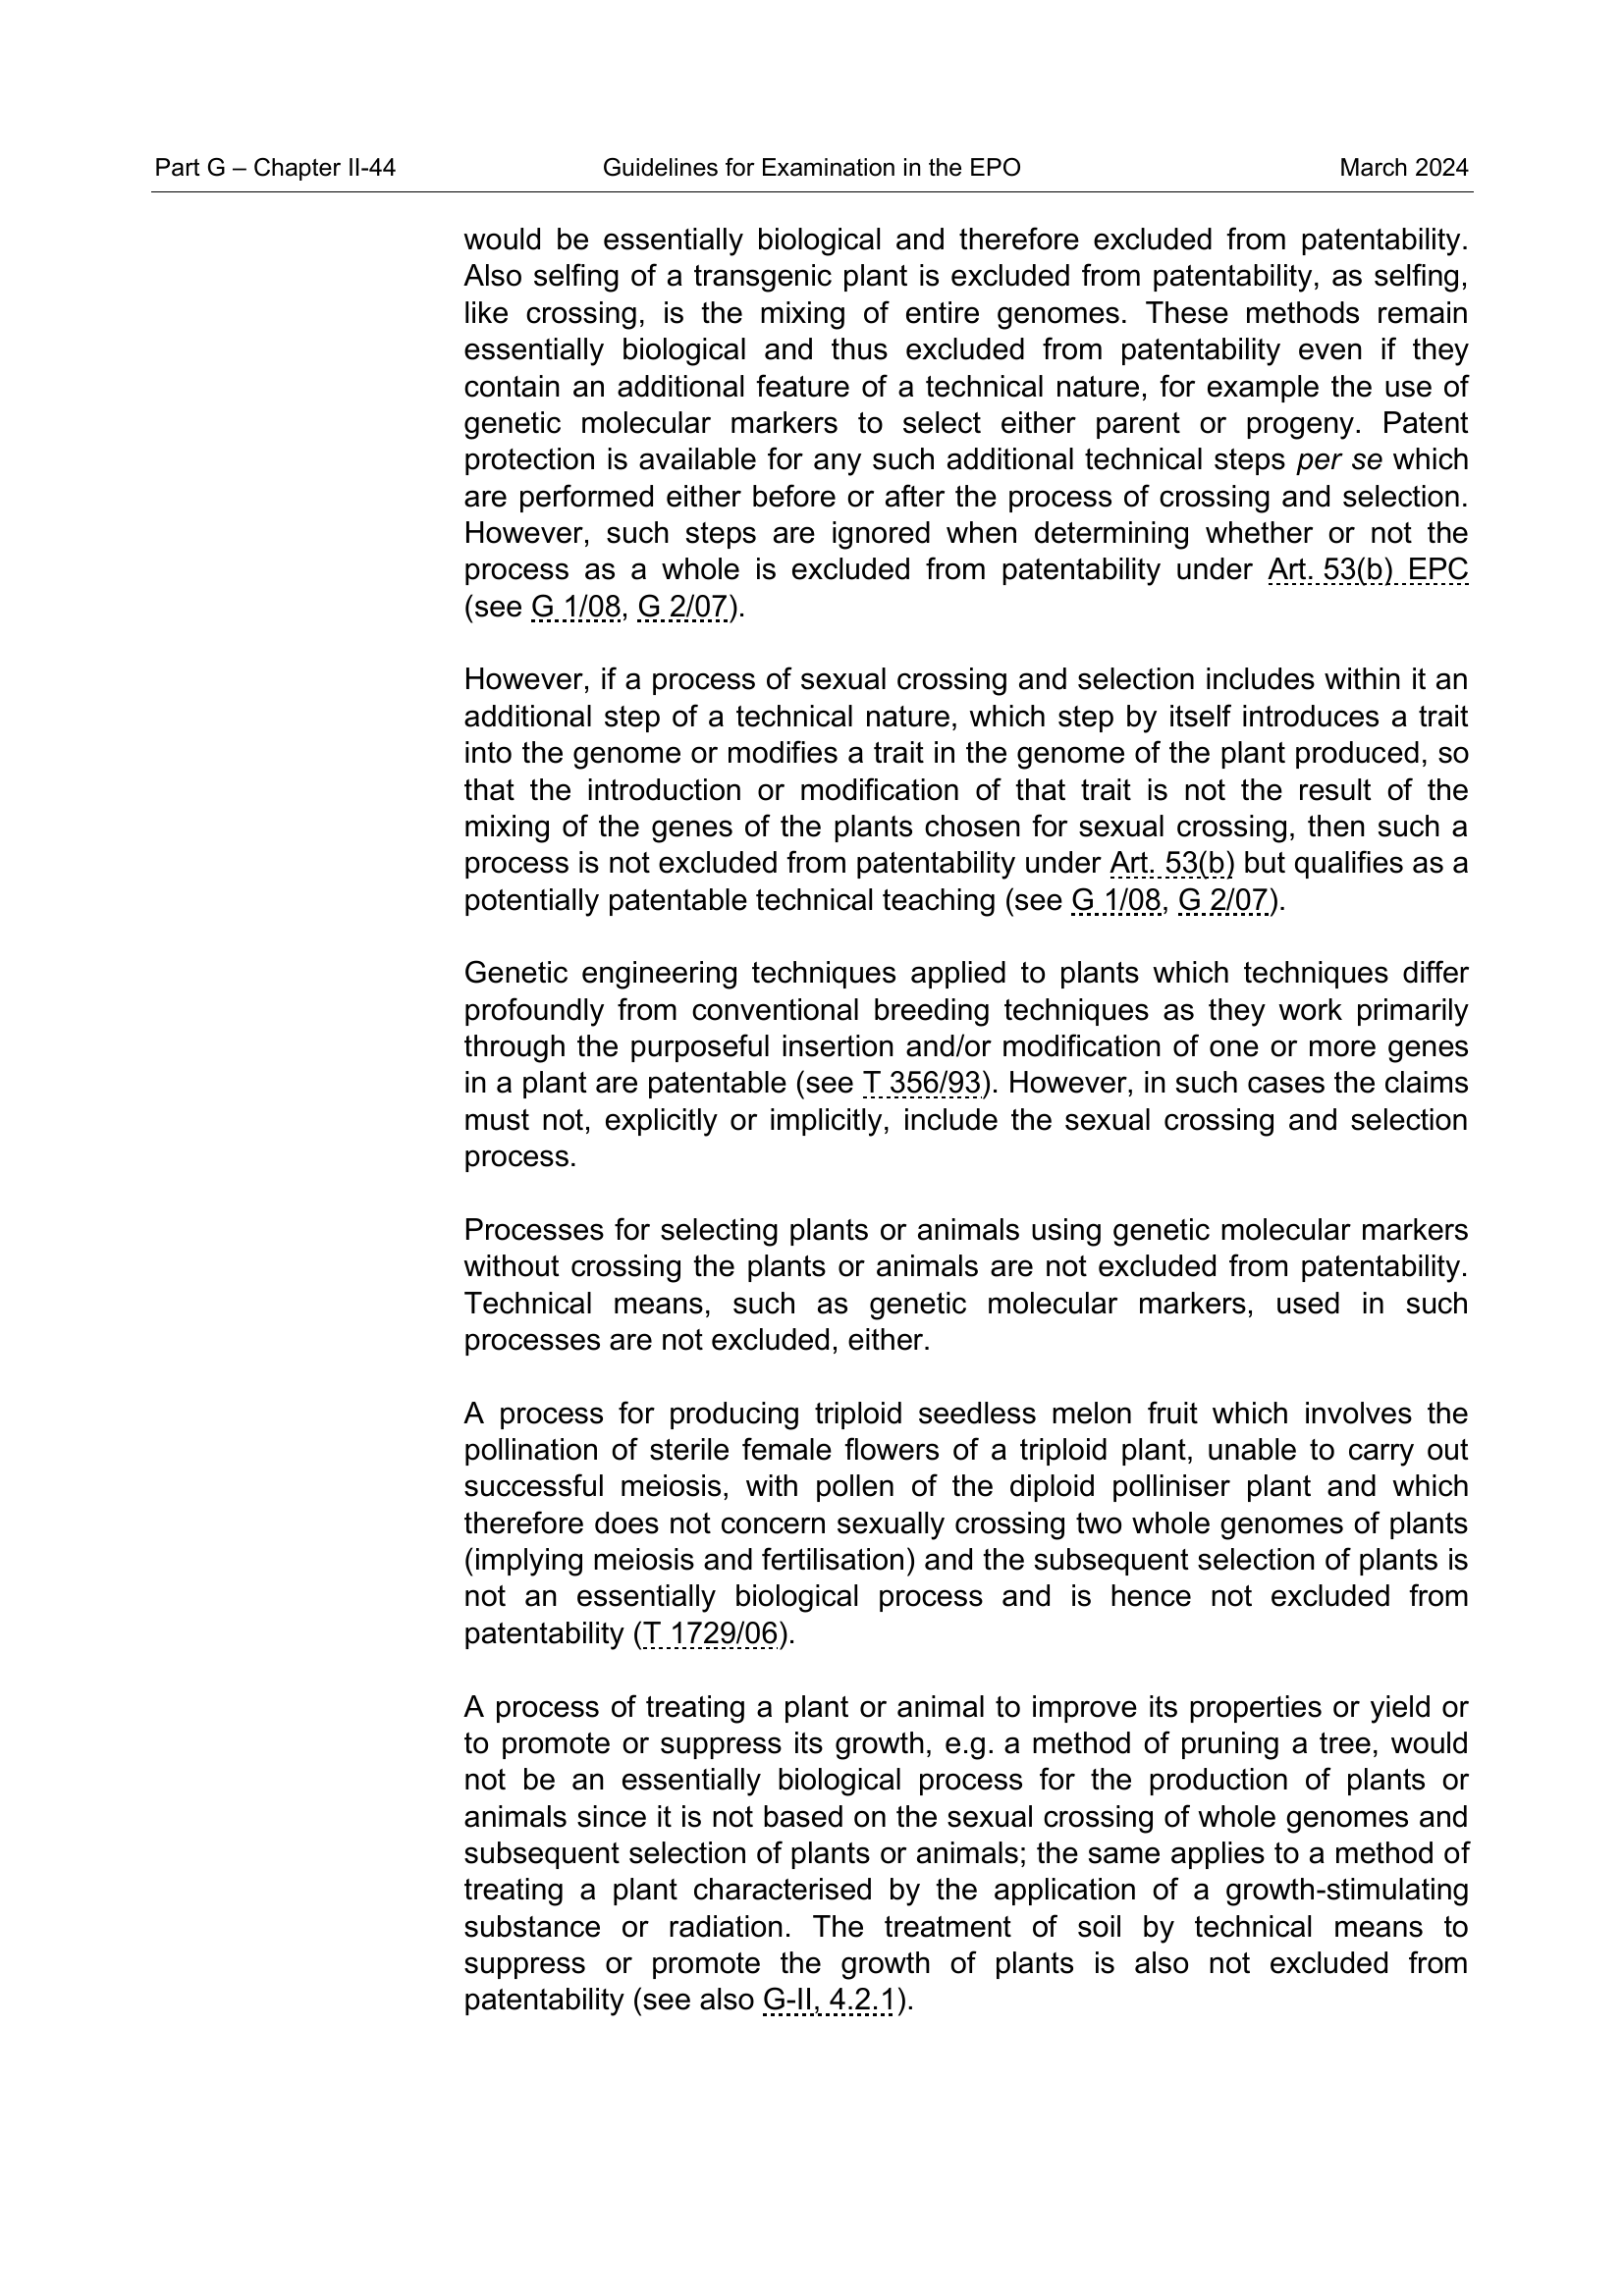 Part G – Chapter II-44 Guidelines for Examination in the EPO March 2024
would be essentially biological and therefore excluded from patentability.
Also selfing of a transgenic plant is excluded from patentability, as selfing,
like crossing, is the mixing of entire genomes. These methods remain
essentially biological and thus excluded from patentability even if they
contain an additional feature of a technical nature, for example the use of
genetic molecular markers to select either parent or progeny. Patent
protection is available for any such additional technical steps per se which
are performed either before or after the process of crossing and selection.
However, such steps are ignored when determining whether or not the
process as a whole is excluded from patentability under Art. 53(b) EPC
(see G 1/08, G 2/07).
However, if a process of sexual crossing and selection includes within it an
additional step of a technical nature, which step by itself introduces a trait
into the genome or modifies a trait in the genome of the plant produced, so
that the introduction or modification of that trait is not the result of the
mixing of the genes of the plants chosen for sexual crossing, then such a
process is not excluded from patentability under Art. 53(b) but qualifies as a
potentially patentable technical teaching (see G 1/08, G 2/07).
Genetic engineering techniques applied to plants which techniques differ
profoundly from conventional breeding techniques as they work primarily
through the purposeful insertion and/or modification of one or more genes
in a plant are patentable (see T 356/93). However, in such cases the claims
must not, explicitly or implicitly, include the sexual crossing and selection
process.
Processes for selecting plants or animals using genetic molecular markers
without crossing the plants or animals are not excluded from patentability.
Technical means, such as genetic molecular markers, used in such
processes are not excluded, either.
A process for producing triploid seedless melon fruit which involves the
pollination of sterile female flowers of a triploid plant, unable to carry out
successful meiosis, with pollen of the diploid polliniser plant and which
therefore does not concern sexually crossing two whole genomes of plants
(implying meiosis and fertilisation) and the subsequent selection of plants is
not an essentially biological process and is hence not excluded from
patentability (T 1729/06).
A process of treating a plant or animal to improve its properties or yield or
to promote or suppress its growth, e.g. a method of pruning a tree, would
not be an essentially biological process for the production of plants or
animals since it is not based on the sexual crossing of whole genomes and
subsequent selection of plants or animals; the same applies to a method of
treating a plant characterised by the application of a growth-stimulating
substance or radiation. The treatment of soil by technical means to
suppress or promote the growth of plants is also not excluded from
patentability (see also G-II, 4.2.1).